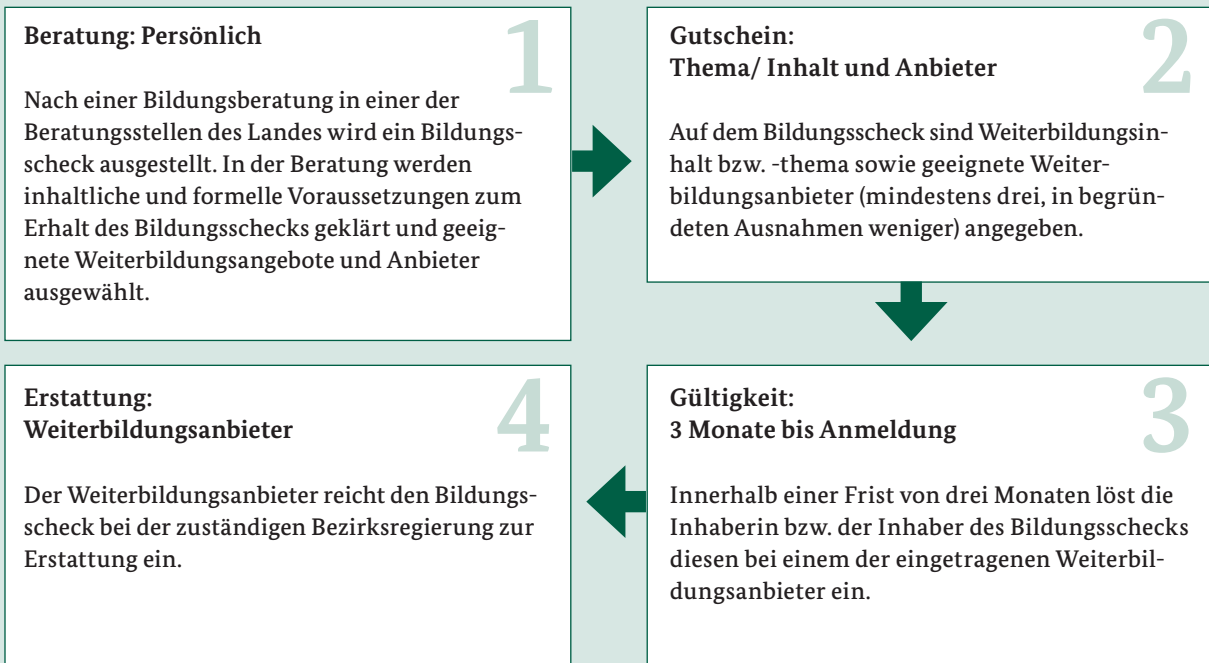 1
Beratung: Persönlich
Nach einer Bildungsberatung in einer der
Beratungsstellen des Landes wird ein Bildungs-
scheck ausgestellt. In der Beratung werden
inhaltliche und formelle Voraussetzungen zum
Erhalt des Bildungsschecks geklärt und geeig-
nete Weiterbildungsangebote und Anbieter
ausgewählt.
2
Gutschein:
Thema/ Inhalt und Anbieter
Auf dem Bildungsscheck sind Weiterbildungsin-
halt bzw. -thema sowie geeignete Weiter-
bildungsanbieter (mindestens drei, in begrün-
deten Ausnahmen weniger) angegeben.
3
Gültigkeit:
3 Monate bis Anmeldung
Innerhalb einer Frist von drei Monaten löst die
Inhaberin bzw. der Inhaber des Bildungsschecks
diesen bei einem der eingetragenen Weiterbil-
dungsanbieter ein.
4
Erstattung:
Weiterbildungsanbieter
Der Weiterbildungsanbieter reicht den Bildungs-
scheck bei der zuständigen Bezirksregierung zur
Erstattung ein.